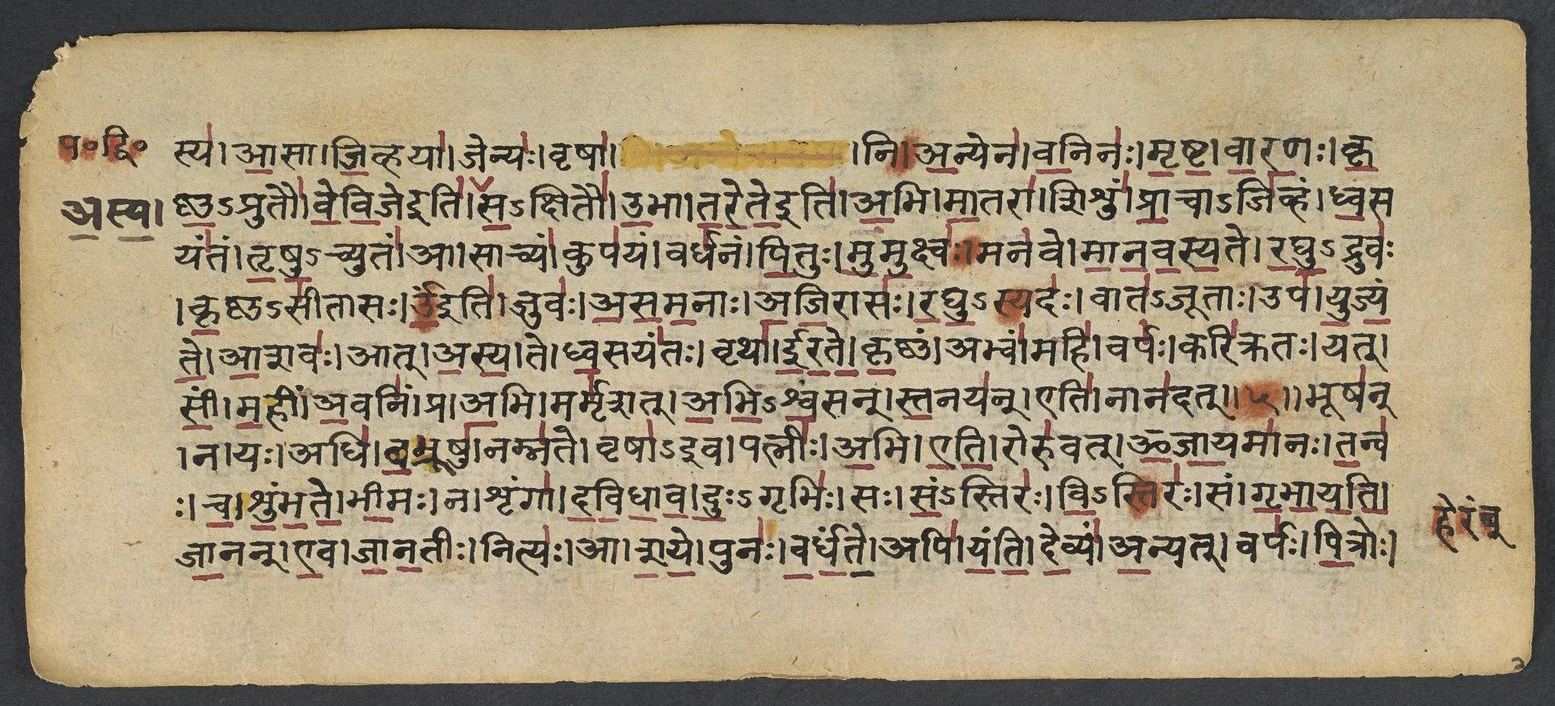 प० द्वि०
स्य। आसा। जिव्हया। जेन्यः। वृषा। । नि। अन्येन। वनिनः। मृष्ट। वारणः। कृ
अस्य।
ष्णऽप्रुतौ। वेविजेइति। सऽक्षितौ। उभा। तरेतेइति। अभि। मातरा। शिशुं। प्राचाऽजिव्हं। ध्वस
यंतं। तृषुऽच्युतं। आ। साच्यं। कुपयं। वर्धनं। पितुः। मुमुक्ष्वः। मनवे। मानवस्यते। रघुऽद्रुवः
। कृष्णऽसीतासः। ऊंइति। जुवः। असमनाः। अजिरासः। रघुऽस्यदः। वातऽजूताः। उप। युज्यं
ते। आशवः। आत्। अस्य। ते। ध्वसयंतः। वृथा। ईरते। कृष्णं। अभ्वं। महि। वर्पः। करिक्रतः। यत्।
सीं। महीं। अवनिं। प्र। अभि। मर्मृशत्। अभिऽश्वसन्। स्तनयन्। एति। नानदत्॥ ५॥ भूषन्
। न। यः। अधि। बभ्रूषु। नम्नते। वृषाऽइव। पत्नीः। अभि। एति। रोरुवत्। ओजायमानः। तन्व
ः। च। शुंभते। भीमः। न। शृंगा। दविधाव। दुःऽगृभिः। सः। संऽस्तिरः। विऽस्तिरः। सं। गृभायति।
जानन्। एव। जानतीः। नित्यः। आ। शये। पुनः। वर्धंते। अपि। यंति। देव्यं। अन्यत्। वर्पः। पित्रोः।
हेरंबू
२